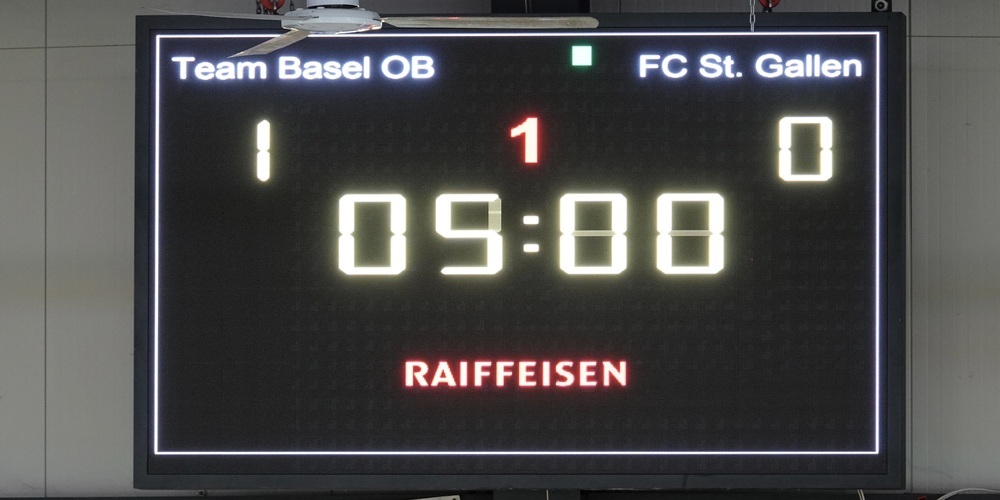 Team Basel OB FC St. Gallen
1 1 0
05:00
RAIFFEISEN